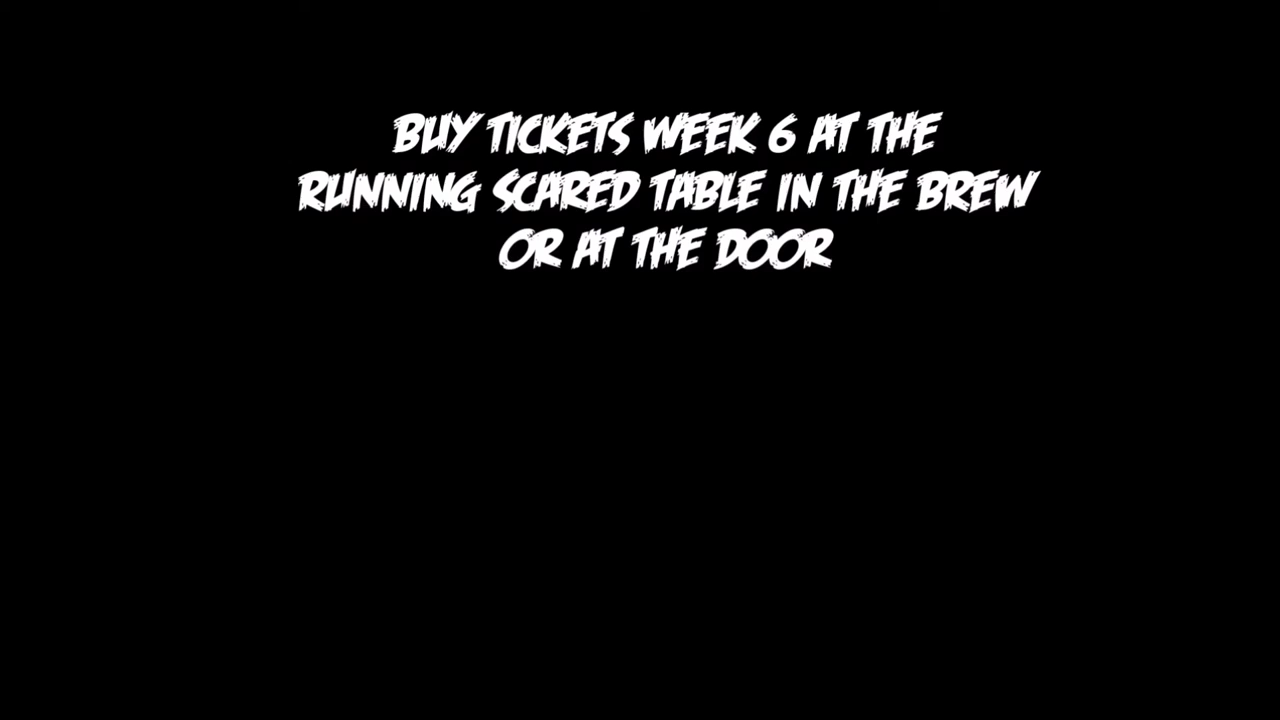 BUY TICKETS WEEK 6 AT THE
RUNNING SCARED TABLE IN THE BREW
OR AT THE DOOR